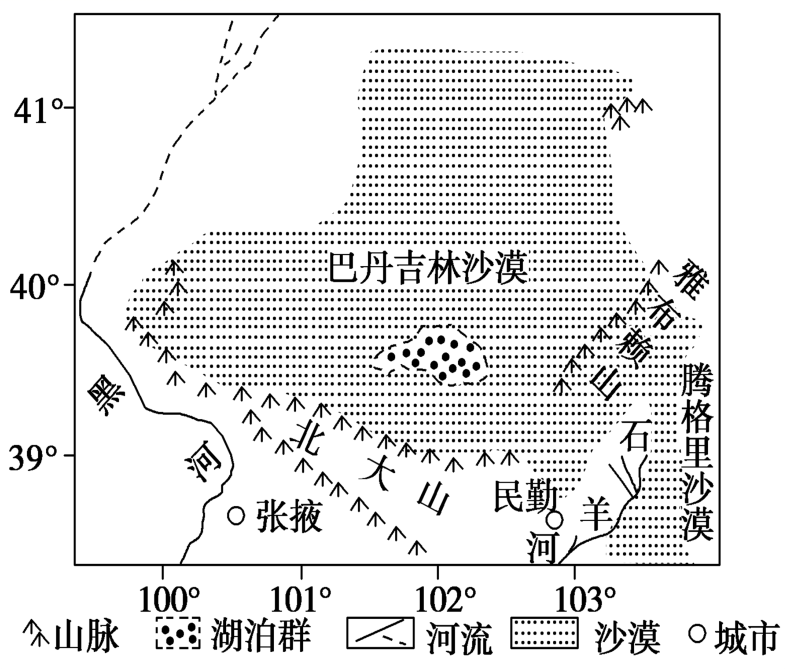 41°
40°
39°
巴丹吉林沙漠
雅布赖山
腾格里沙漠
黑河
北大山
张掖
民勤
石羊河
100° 101° 102° 103°
山脉 湖泊群 河流 沙漠 城市